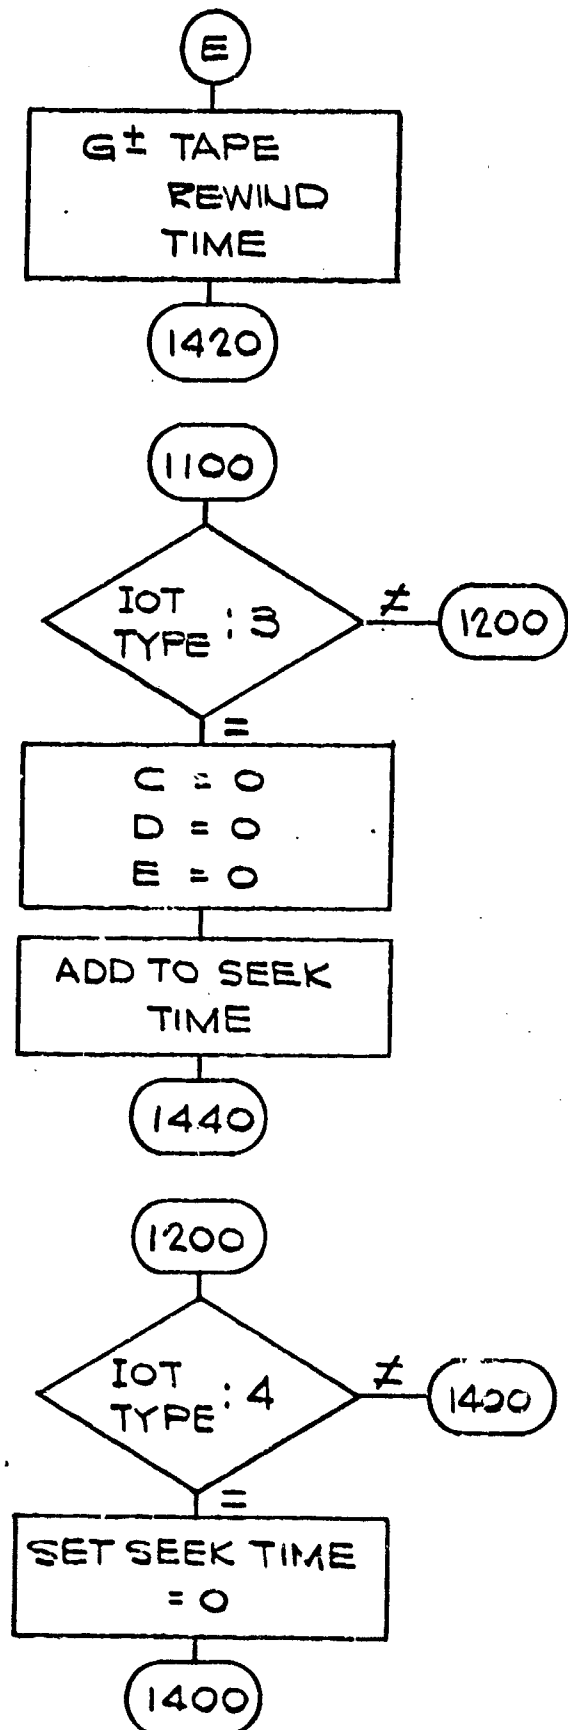 E
G± TAPE
REWIND
TIME
1420
1100
IOT
TYPE : 3
≠
1200
=
C = 0
D = 0
E = 0
ADD TO SEEK
TIME
1440
1200
IOT
TYPE : 4
≠
1400
=
SET SEEK TIME
= 0
1400